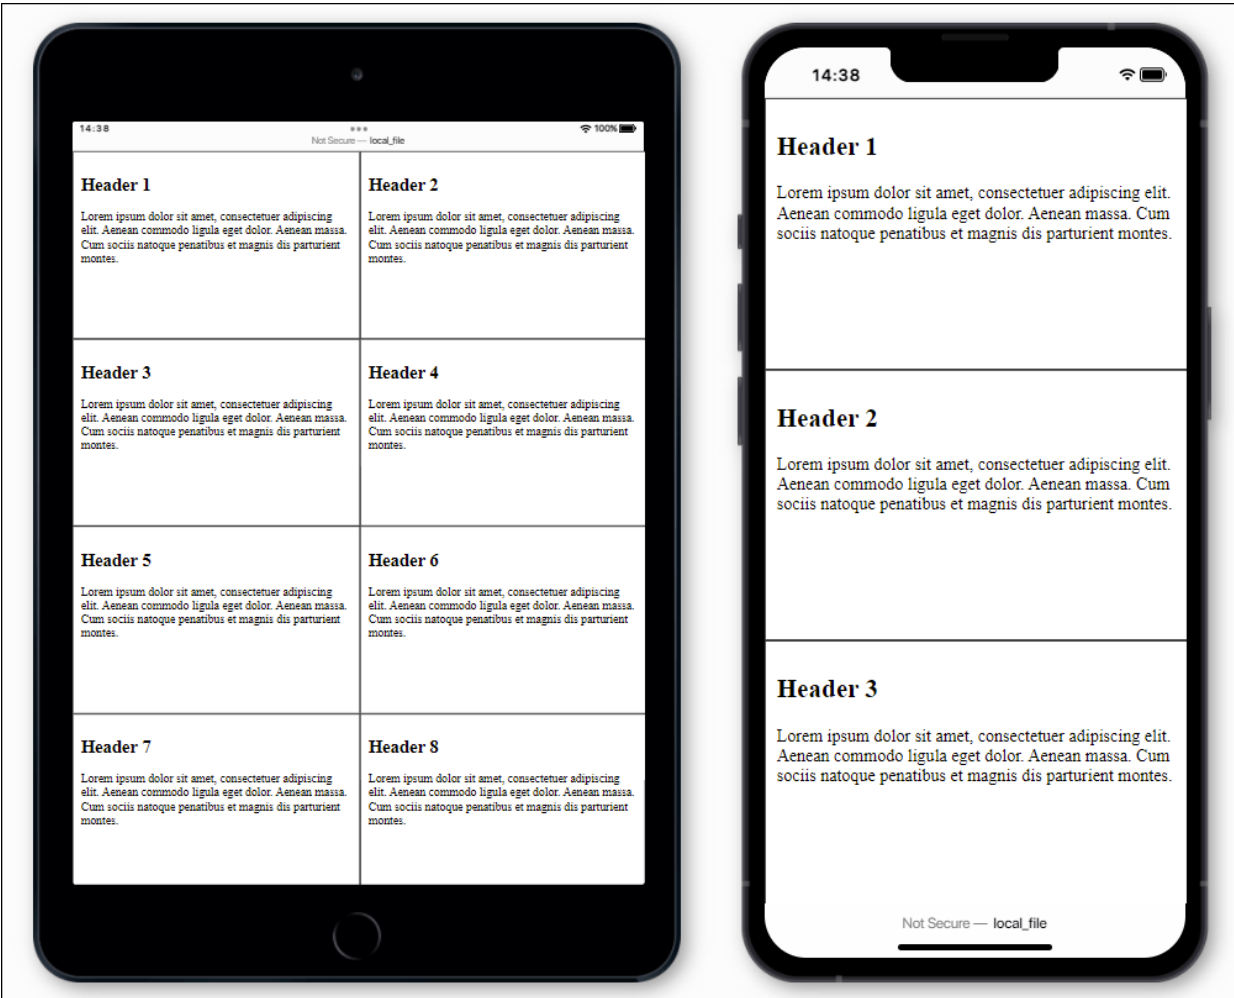 14:38
100%
Not Secure — local_file
Header 1
Lorem ipsum dolor sit amet, consectetuer adipiscing
elit. Aenean commodo ligula eget dolor. Aenean massa.
Cum sociis natoque penatibus et magnis dis parturient
montes.
Header 2
Lorem ipsum dolor sit amet, consectetuer adipiscing
elit. Aenean commodo ligula eget dolor. Aenean massa.
Cum sociis natoque penatibus et magnis dis parturient
montes.
Header 3
Lorem ipsum dolor sit amet, consectetuer adipiscing
elit. Aenean commodo ligula eget dolor. Aenean massa.
Cum sociis natoque penatibus et magnis dis parturient
montes.
Header 4
Lorem ipsum dolor sit amet, consectetuer adipiscing
elit. Aenean commodo ligula eget dolor. Aenean massa.
Cum sociis natoque penatibus et magnis dis parturient
montes.
Header 5
Lorem ipsum dolor sit amet, consectetuer adipiscing
elit. Aenean commodo ligula eget dolor. Aenean massa.
Cum sociis natoque penatibus et magnis dis parturient
montes.
Header 6
Lorem ipsum dolor sit amet, consectetuer adipiscing
elit. Aenean commodo ligula eget dolor. Aenean massa.
Cum sociis natoque penatibus et magnis dis parturient
montes.
Header 7
Lorem ipsum dolor sit amet, consectetuer adipiscing
elit. Aenean commodo ligula eget dolor. Aenean massa.
Cum sociis natoque penatibus et magnis dis parturient
montes.
Header 8
Lorem ipsum dolor sit amet, consectetuer adipiscing
elit. Aenean commodo ligula eget dolor. Aenean massa.
Cum sociis natoque penatibus et magnis dis parturient
montes.
14:38
Header 1
Lorem ipsum dolor sit amet, consectetuer adipiscing elit.
Aenean commodo ligula eget dolor. Aenean massa. Cum
sociis natoque penatibus et magnis dis parturient montes.
Header 2
Lorem ipsum dolor sit amet, consectetuer adipiscing elit.
Aenean commodo ligula eget dolor. Aenean massa. Cum
sociis natoque penatibus et magnis dis parturient montes.
Header 3
Lorem ipsum dolor sit amet, consectetuer adipiscing elit.
Aenean commodo ligula eget dolor. Aenean massa. Cum
sociis natoque penatibus et magnis dis parturient montes.
Not Secure — local_file